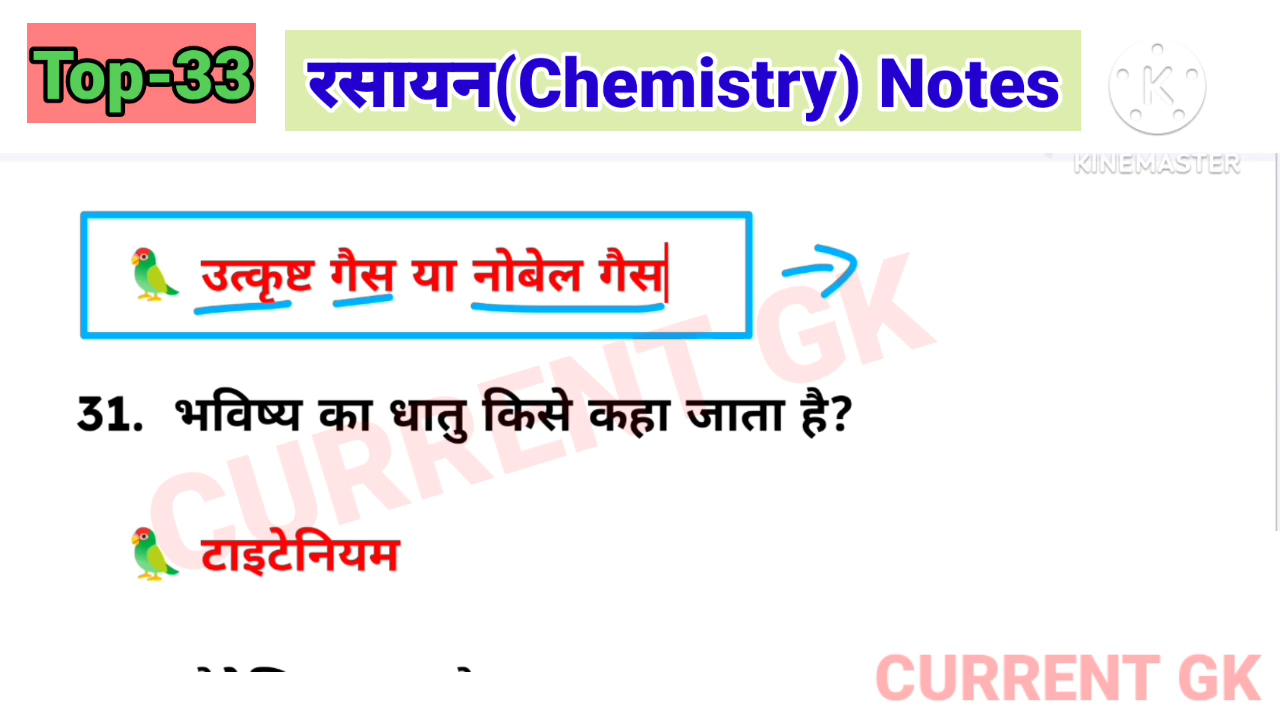 Top-33
रसायन(Chemistry) Notes
K
KINEMASTER
उत्कृष्ट गैस या नोबेल गैस
31. भविष्य का धातु किसे कहा जाता है?
CURRENT GK
टाइटेनियम
CURRENT GK